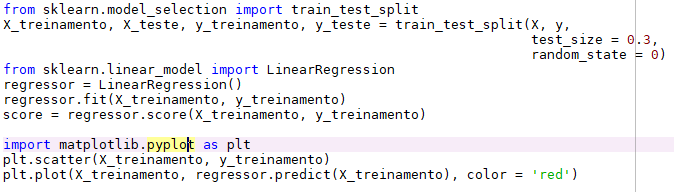 from sklearn.model_selection import train_test_split
X_treinamento, X_teste, y_treinamento, y_teste = train_test_split(X, y,
test_size = 0.3,
random_state = 0)
from sklearn.linear_model import LinearRegression
regressor = LinearRegression()
regressor.fit(X_treinamento, y_treinamento)
score = regressor.score(X_treinamento, y_treinamento)
import matplotlib.pyplot as plt
plt.scatter(X_treinamento, y_treinamento)
plt.plot(X_treinamento, regressor.predict(X_treinamento), color = 'red')